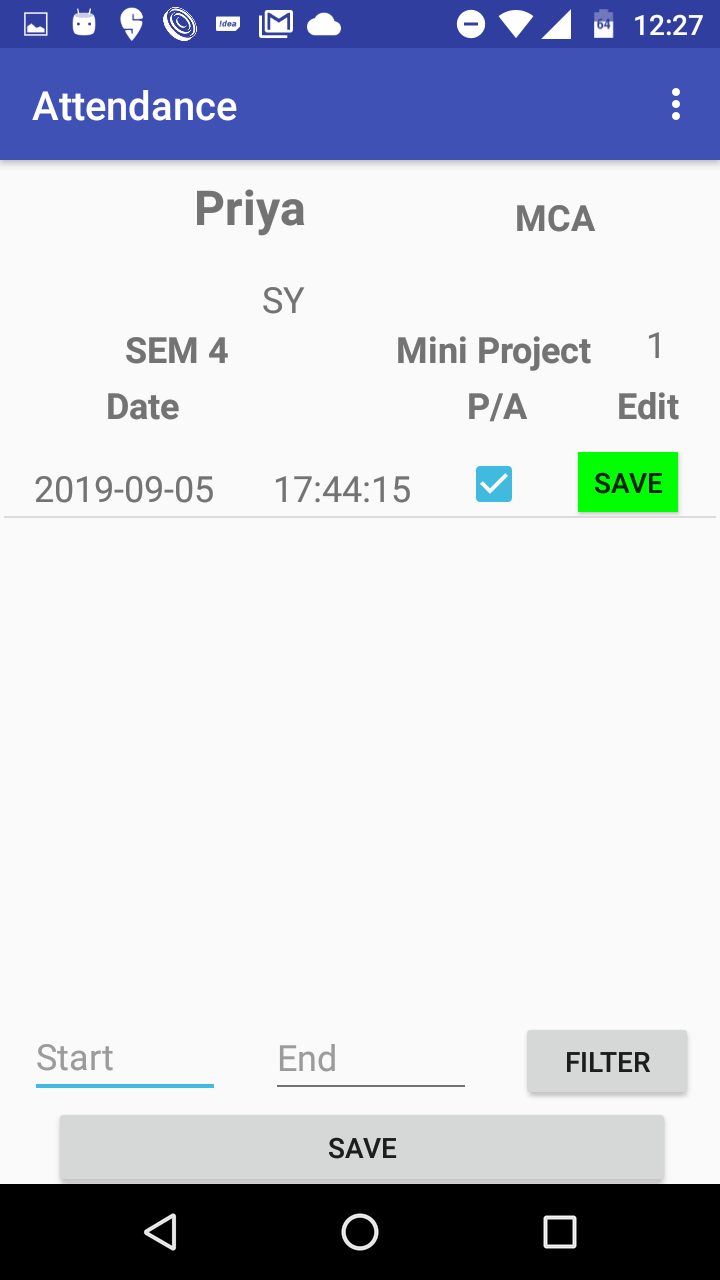 !dea 64 12:27
Attendance
Priya MCA
SY
SEM 4 Mini Project 1
Date P/A Edit
2019-09-05 17:44:15 SAVE
Start End FILTER
SAVE